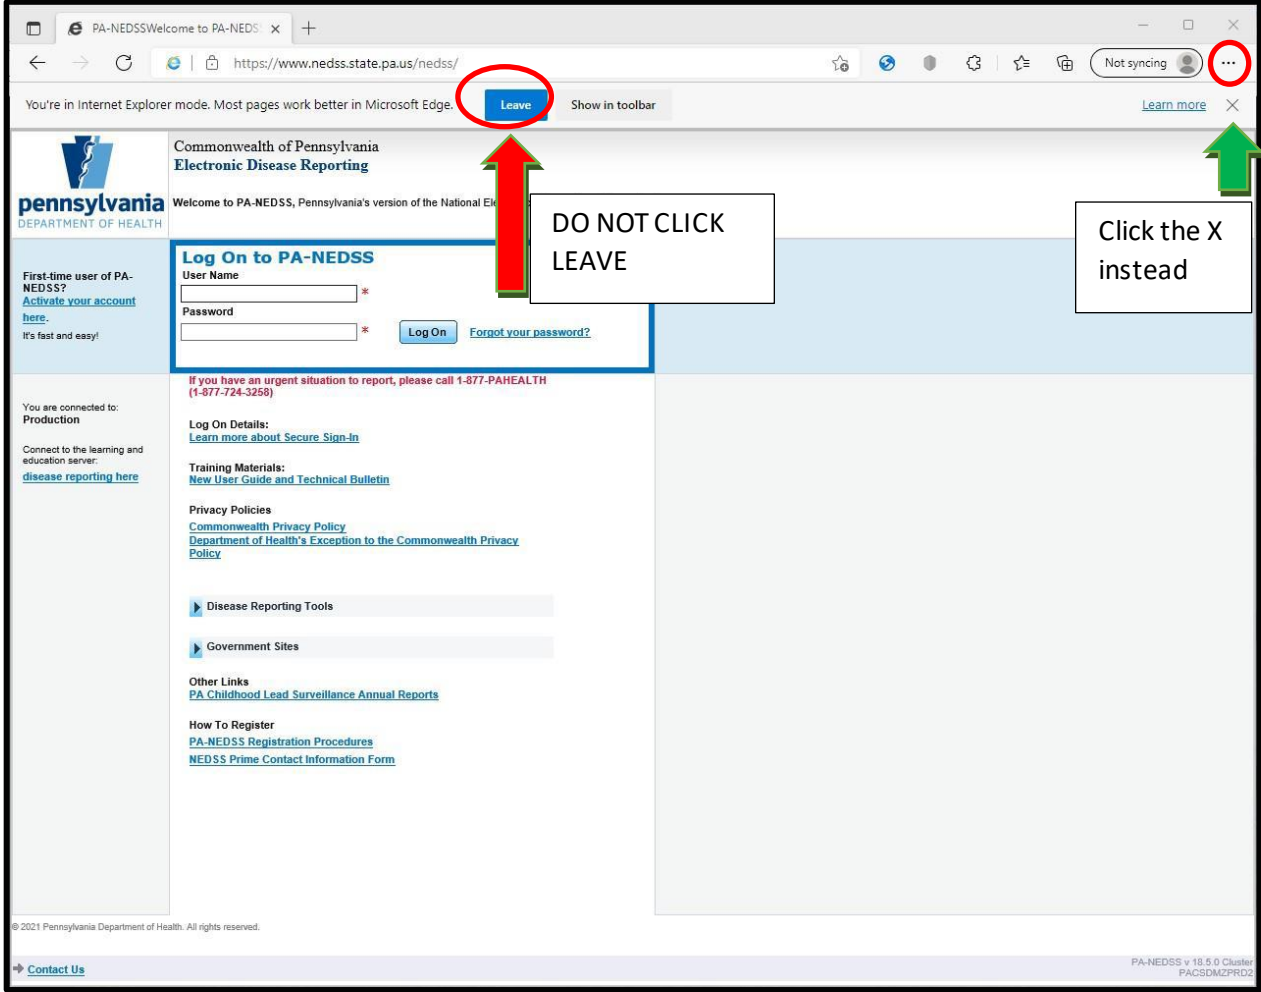 PA-NEDSSWelcome to PA-NEDS
https://www.nedss.state.pa.us/nedss/
Not syncing
You're in Internet Explorer mode. Most pages work better in Microsoft Edge.
Leave
Show in toolbar
Learn more
pennsylvania
DEPARTMENT OF HEALTH
Commonwealth of Pennsylvania
Electronic Disease Reporting
Welcome to PA-NEDSS, Pennsylvania's version of the National
DO NOT CLICK
LEAVE
Click the X
instead
First-time user of PA-
NEDSS?
Activate your account
here.
It's fast and easy!
Log On to PA-NEDSS
User Name
*
Password
*
Log On
Forgot your password?
If you have an urgent situation to report, please call 1-877-PAHEALTH
(1-877-724-3258)
You are connected to:
Production
Connect to the learning and
education server:
disease reporting here
Log On Details:
Learn more about Secure Sign-In
Training Materials:
New User Guide and Technical Bulletin
Privacy Policies
Commonwealth Privacy Policy
Department of Health's Exception to the Commonwealth Privacy
Policy
Disease Reporting Tools
Government Sites
Other Links
PA Childhood Lead Surveillance Annual Reports
How To Register
PA-NEDSS Registration Procedures
NEDSS Prime Contact Information Form
© 2021 Pennsylvania Department of Health. All rights reserved.
Contact Us
PA-NEDSS v 18.5.0 Cluster
PACSDMZPRD2